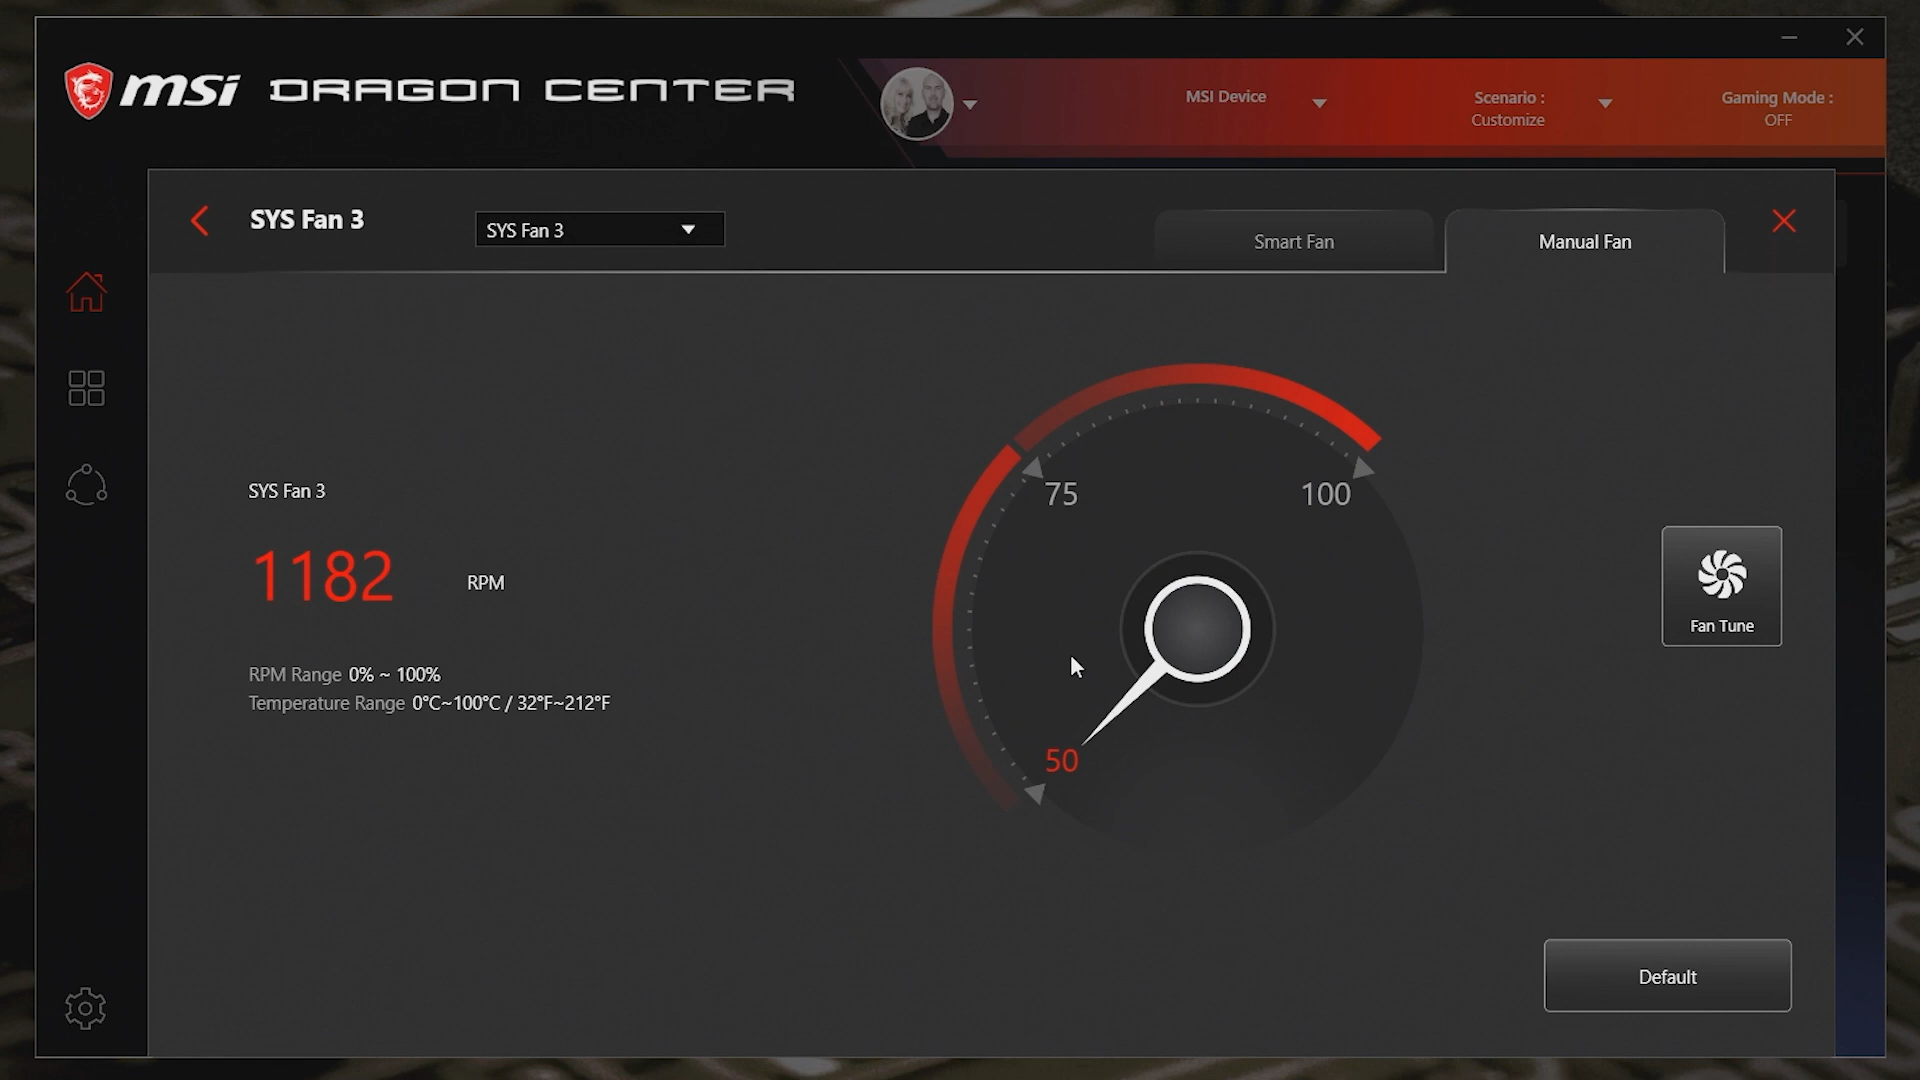 msi DRAGON CENTER
MSI Device
Scenario :
Customize
Gaming Mode :
OFF
SYS Fan 3
SYS Fan 3
Smart Fan
Manual Fan
75
100
SYS Fan 3
1182 RPM
Fan Tune
RPM Range 0% ~ 100%
Temperature Range 0°C~100°C / 32°F~212°F
50
Default